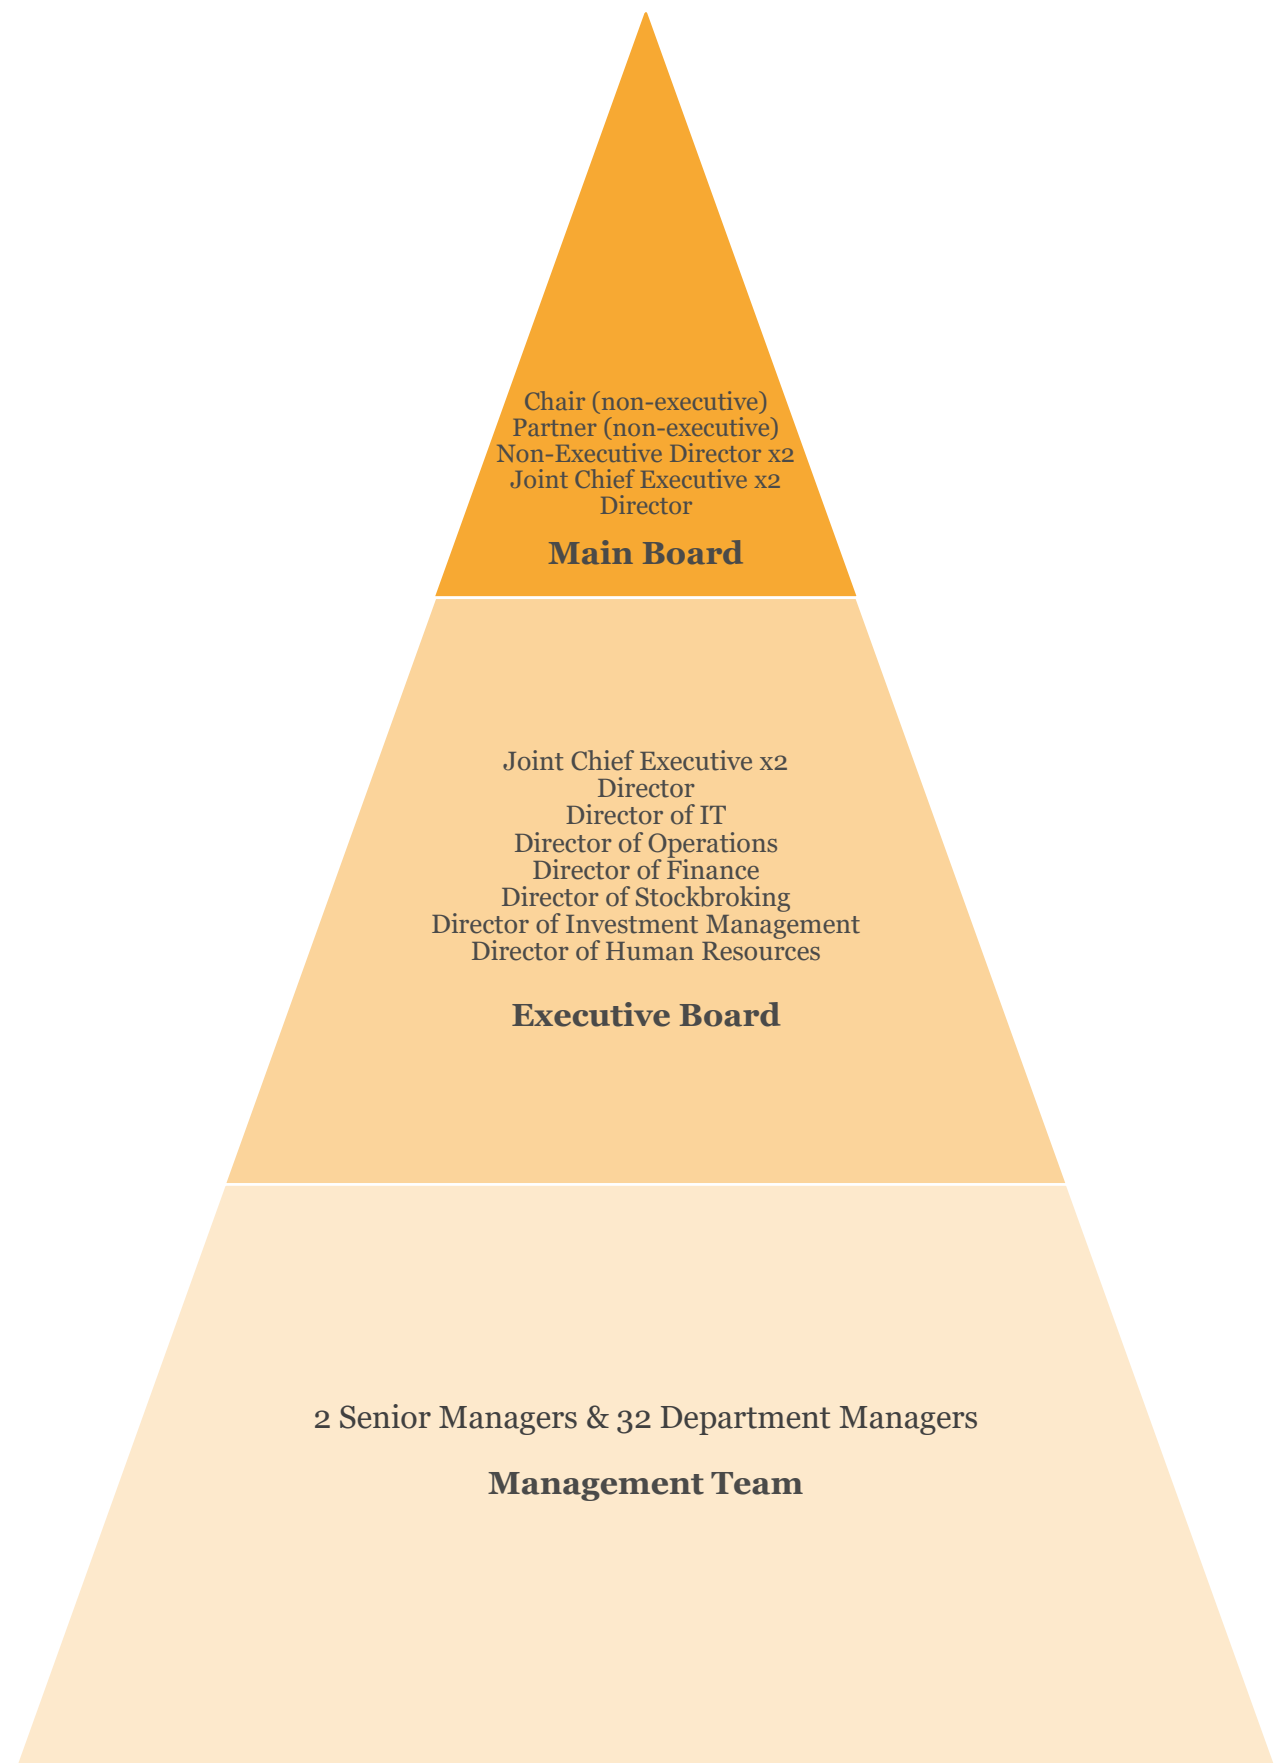 Chair (non-executive)
Partner (non-executive)
Non-Executive Director x2
Joint Chief Executive x2
Director
Main Board
Joint Chief Executive x2
Director
Director of IT
Director of Operations
Director of Finance
Director of Stockbroking
Director of Investment Management
Director of Human Resources
Executive Board
2 Senior Managers & 32 Department Managers
Management Team